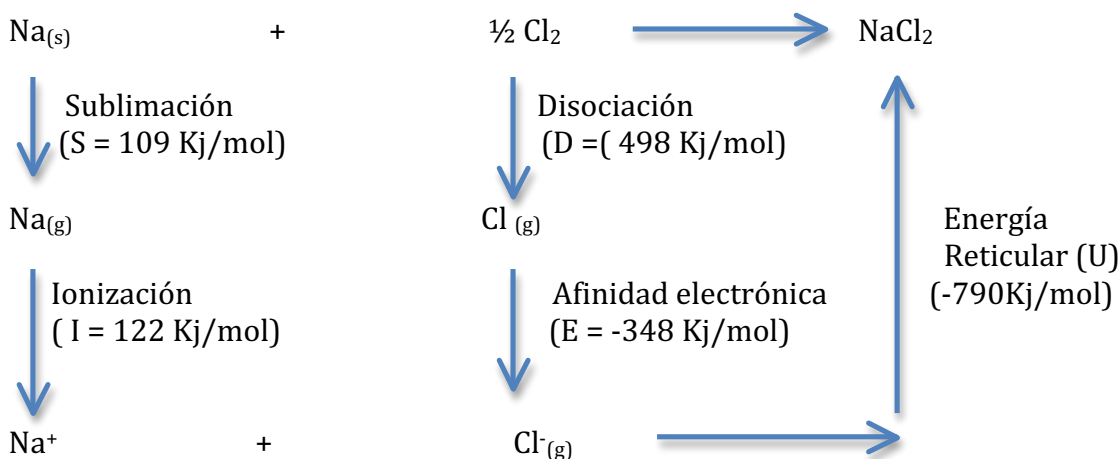 Na(s) + ½ Cl₂ NaCl₂
Sublimación Disociación
(S = 109 Kj/mol) (D =( 498 Kj/mol)
Na(g) Cl (g) Energía
Reticular (U)
Ionización Afinidad electrónica (-790Kj/mol)
( I = 122 Kj/mol) (E = -348 Kj/mol)
Na⁺ + Cl⁻(g)